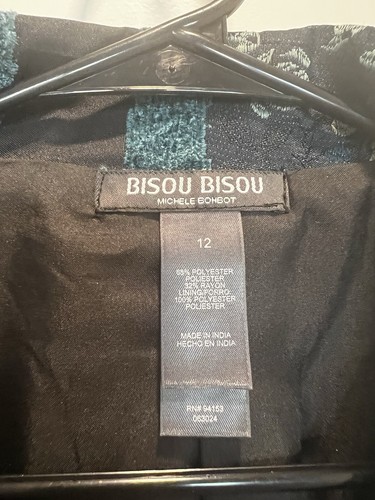 BISOU BISOU
MICHELE BOHBOT
12
68% POLYESTER
POLIESTER
32% RAYON
LINING/FORRO:
100% POLYESTER
POLIESTER
MADE IN INDIA
HECHO EN INDIA
RN# 94153
063024